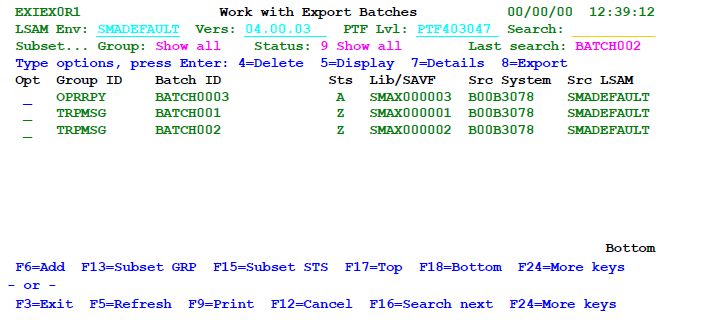 EXIEX0R1 Work with Export Batches 00/00/00 12:39:12
LSAM Env: SMADEFAULT Vers: 04.00.03 PTF Lvl: PTF403047 Search:
Subset... Group: Show all Status: 9 Show all Last search: BATCH002
Type options, press Enter: 4=Delete 5=Display 7=Details 8=Export
Opt Group ID Batch ID Sts Lib/SAVF Src System Src LSAM
_ OPRRPY BATCH0003 A SMAX000003 B00B3078 SMADEFAULT
_ TRPMSG BATCH001 Z SMAX000001 B00B3078 SMADEFAULT
_ TRPMSG BATCH002 Z SMAX000002 B00B3078 SMADEFAULT
Bottom
F6=Add F13=Subset GRP F15=Subset STS F17=Top F18=Bottom F24=More keys
- or -
F3=Exit F5=Refresh F9=Print F12=Cancel F16=Search next F24=More keys